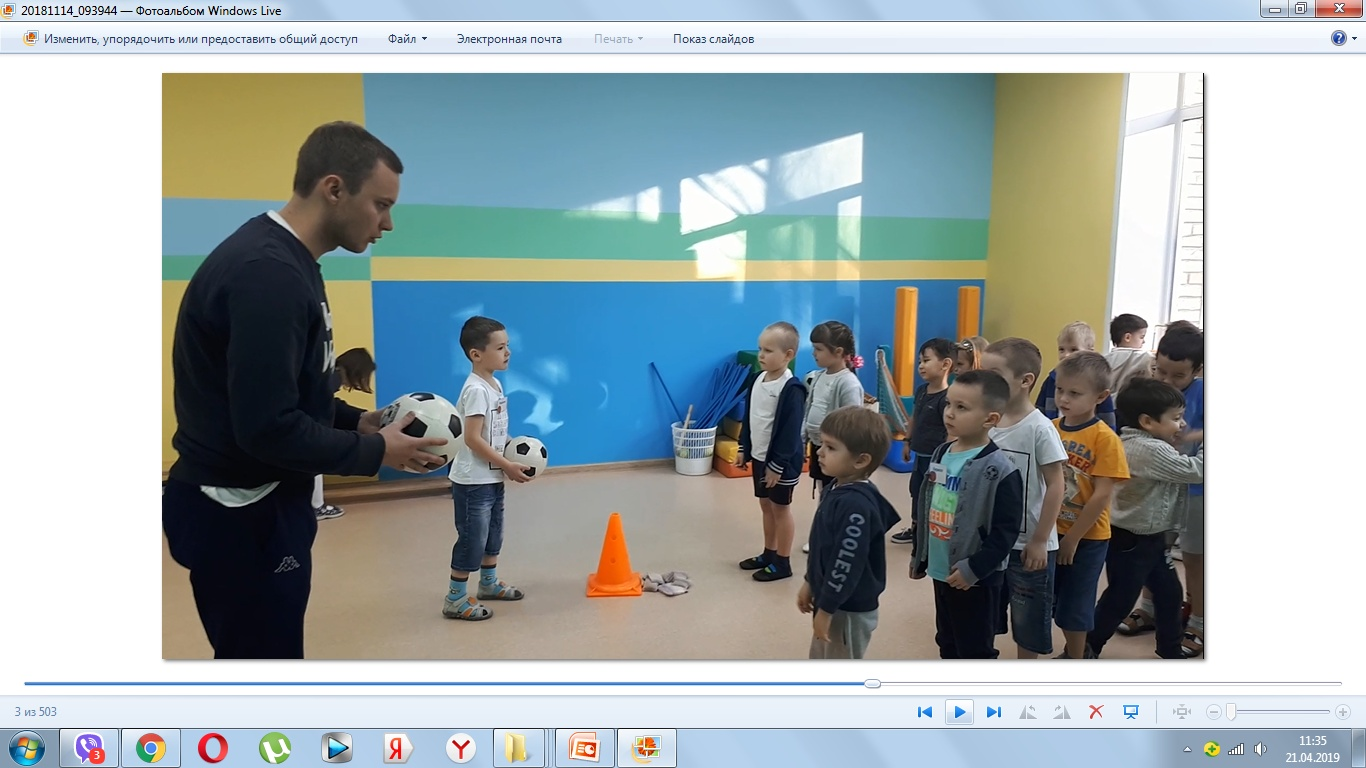 20181114_093944 — Фотоальбом Windows Live
Изменить, упорядочить или предоставить общий доступ Файл Электронная почта Печать Показ слайдов
COOLEST
FEELING
3 из 503
3
11:35
21.04.2019